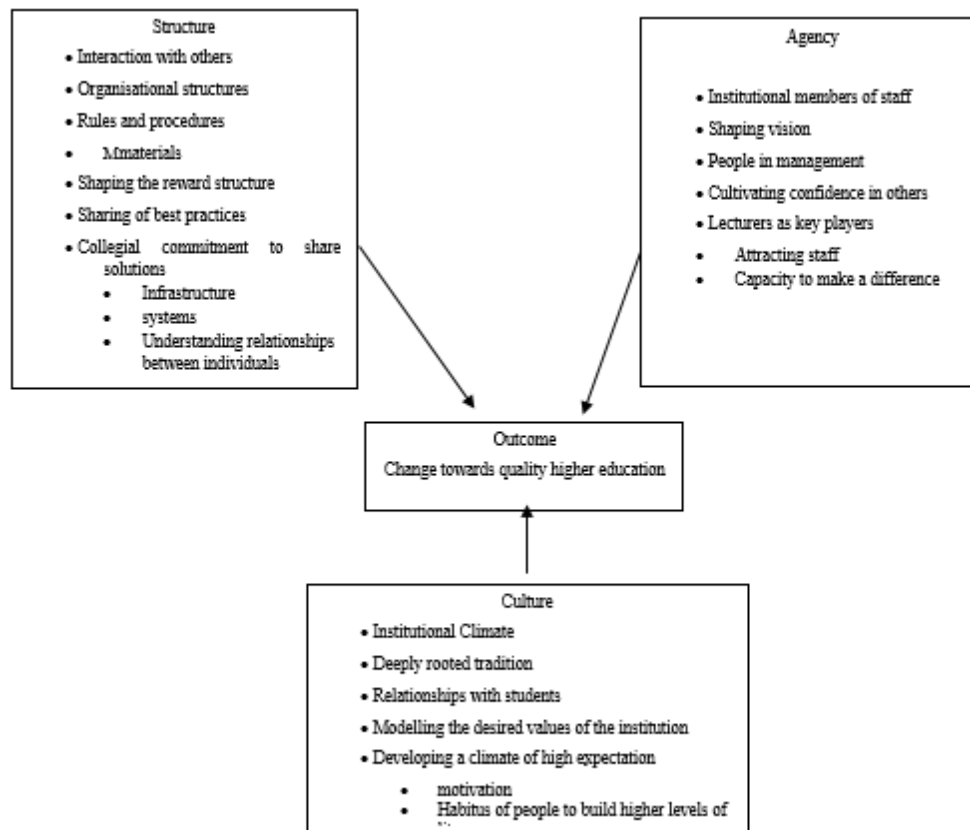 Structure
• Interaction with others
• Organisational structures
• Rules and procedures
• Mmaterials
• Shaping the reward structure
• Sharing of best practices
• Collegial commitment to share
solutions
• Infrastructure
• systems
• Understanding relationships
between individuals
Agency
• Institutional members of staff
• Shaping vision
• People in management
• Cultivating confidence in others
• Lecturers as key players
• Attracting staff
• Capacity to make a difference
Outcome
Change towards quality higher education
Culture
• Institutional Climate
• Deeply rooted tradition
• Relationships with students
• Modelling the desired values of the institution
• Developing a climate of high expectation
• motivation
• Habitus of people to build higher levels of